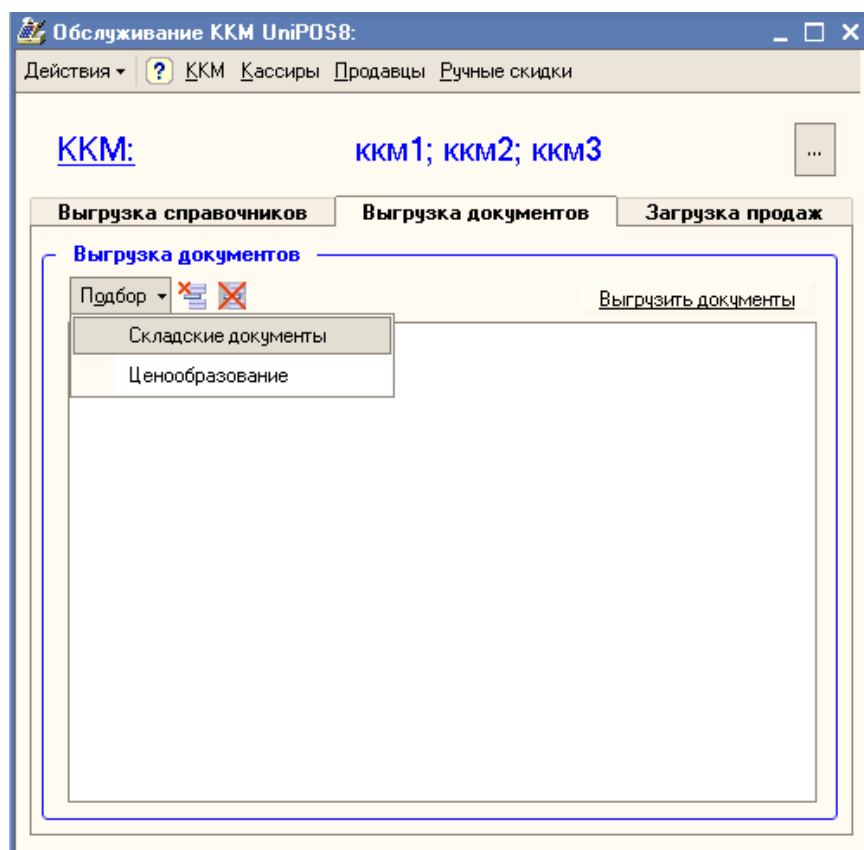 Обслуживание ККМ UniPOS8:
Действия ? ККМ Кассиры Продавцы Ручные скидки
ККМ: ккм1; ккм2; ккм3 ...
Выгрузка справочников Выгрузка документов Загрузка продаж
Выгрузка документов
Подбор Выгрузить документы
Складские документы
Ценообразование